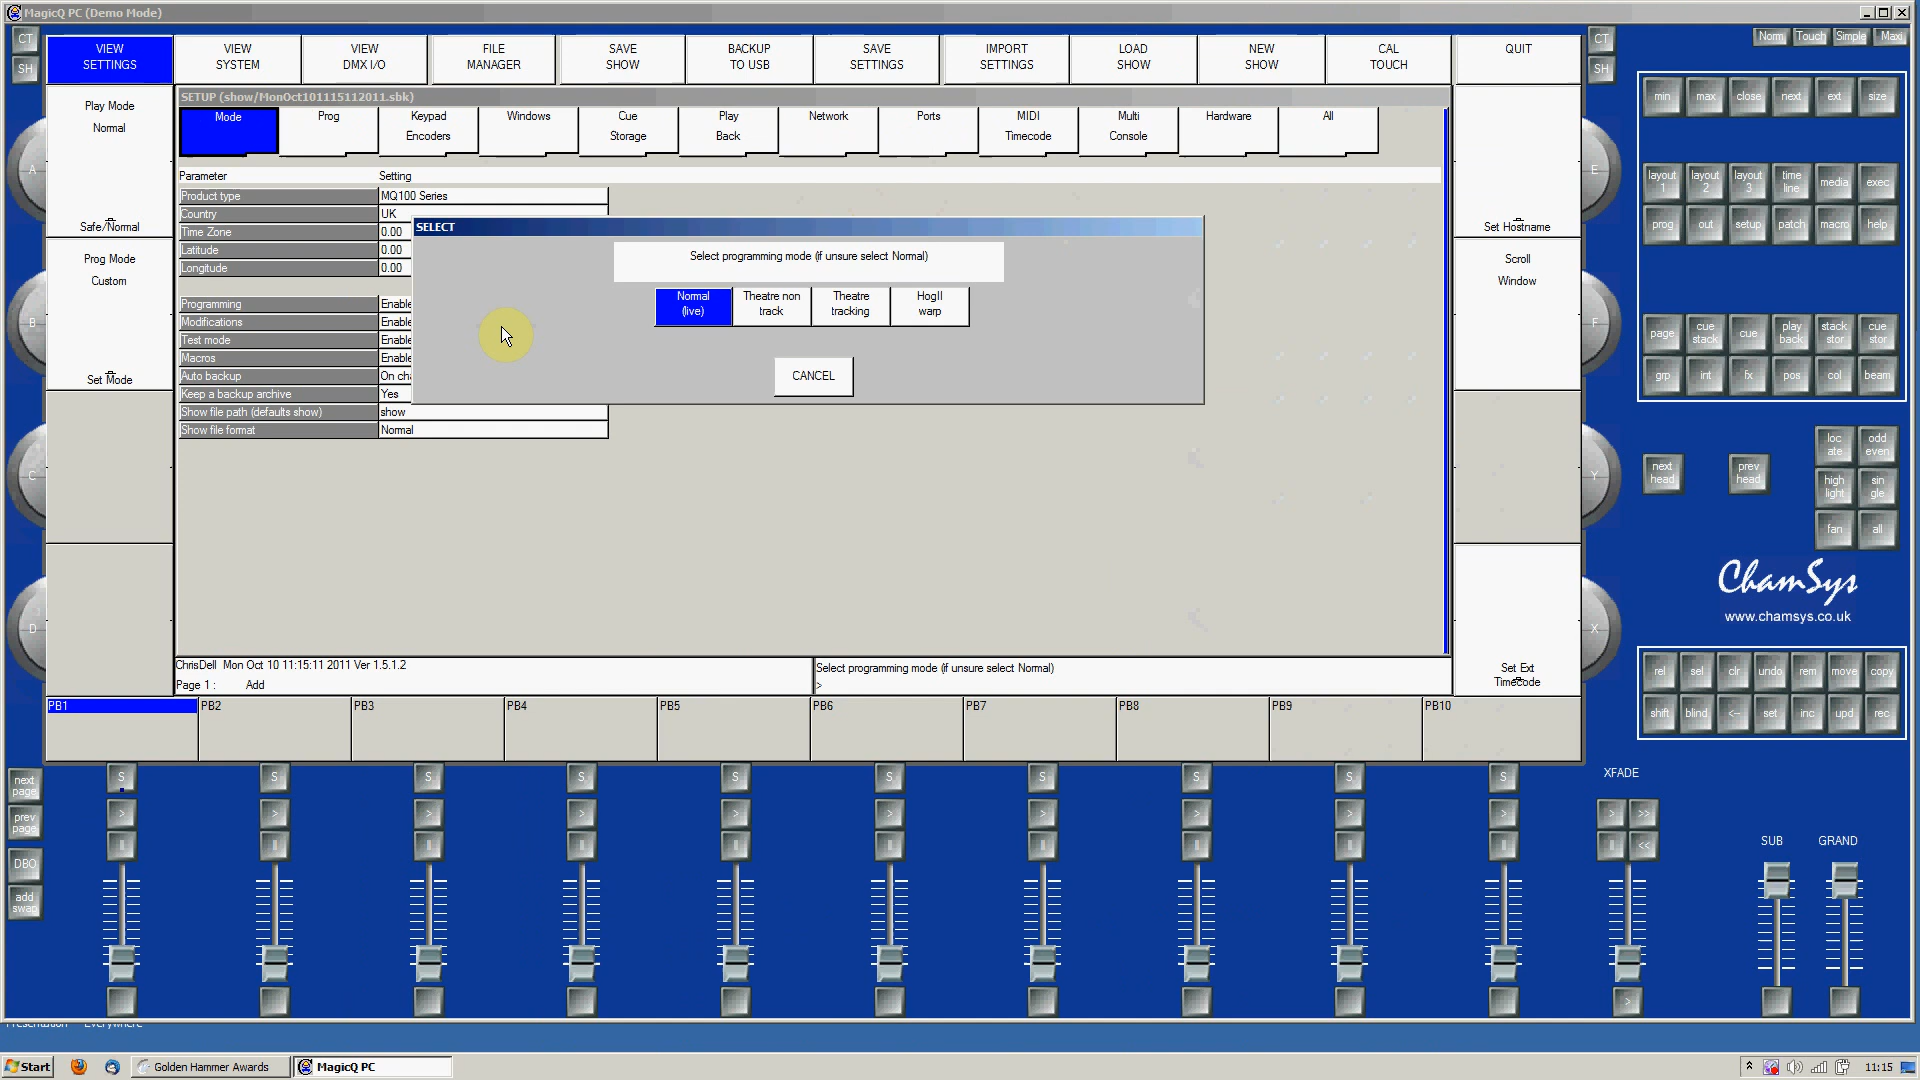 MagicQ PC (Demo Mode)
CT
SH
VIEW
SETTINGS
VIEW
SYSTEM
VIEW
DMX I/O
FILE
MANAGER
SAVE
SHOW
BACKUP
TO USB
SAVE
SETTINGS
IMPORT
SETTINGS
LOAD
SHOW
NEW
SHOW
CAL
TOUCH
QUIT
CT
SH
Norm
Touch
Simple
Maxi
Play Mode
Normal
Safe/Normal
Prog Mode
Custom
Set Mode
A
B
C
D
SETUP (show/MonOct101115112011.sbk)
Mode
Prog
Keypad
Encoders
Windows
Cue
Storage
Play
Back
Network
Ports
MIDI
Timecode
Multi
Console
Hardware
All
Parameter Setting
Product type MQ100 Series
Country UK
Time Zone 0.00
Latitude 0.00
Longitude 0.00
Programming
Modifications
Test mode
Macros
Auto backup
Keep a backup archive Yes
Show file path (defaults show) show
Show file format Normal
SELECT
Select programming mode (if unsure select Normal)
Normal
(live)
Theatre non
track
Theatre
tracking
HogII
warp
CANCEL
Set Hostname
Scroll
Window
Set Ext
Timecode
E
F
Y
X
min max close next ext size
layout
1
layout
2
layout
3
time
line
media
exec
prog out setup patch macro help
page
cue
stack
cue
play
back
stack
stor
cue
stor
grp int fx pos col beam
next
head
prev
head
loc
ate
odd
even
high
light
sin
gle
fan
all
ChamSys
www.chamsys.co.uk
rel sel clr undo rem move copy
shift blind <-- set inc upd rec
ChrisDell Mon Oct 10 11:15:11 2011 Ver 1.5.1.2
Page 1 : Add
Select programming mode (if unsure select Normal)
>
PB1 PB2 PB3 PB4 PB5 PB6 PB7 PB8 PB9 PB10
next
page
prev
page
DBO
add
swap
S S S S S S S S S S
> > > > > > > > > >
XFADE
> >>
<<
>
SUB GRAND
Presentation Everywhere
Start
Golden Hammer Awards
MagicQ PC
11:15